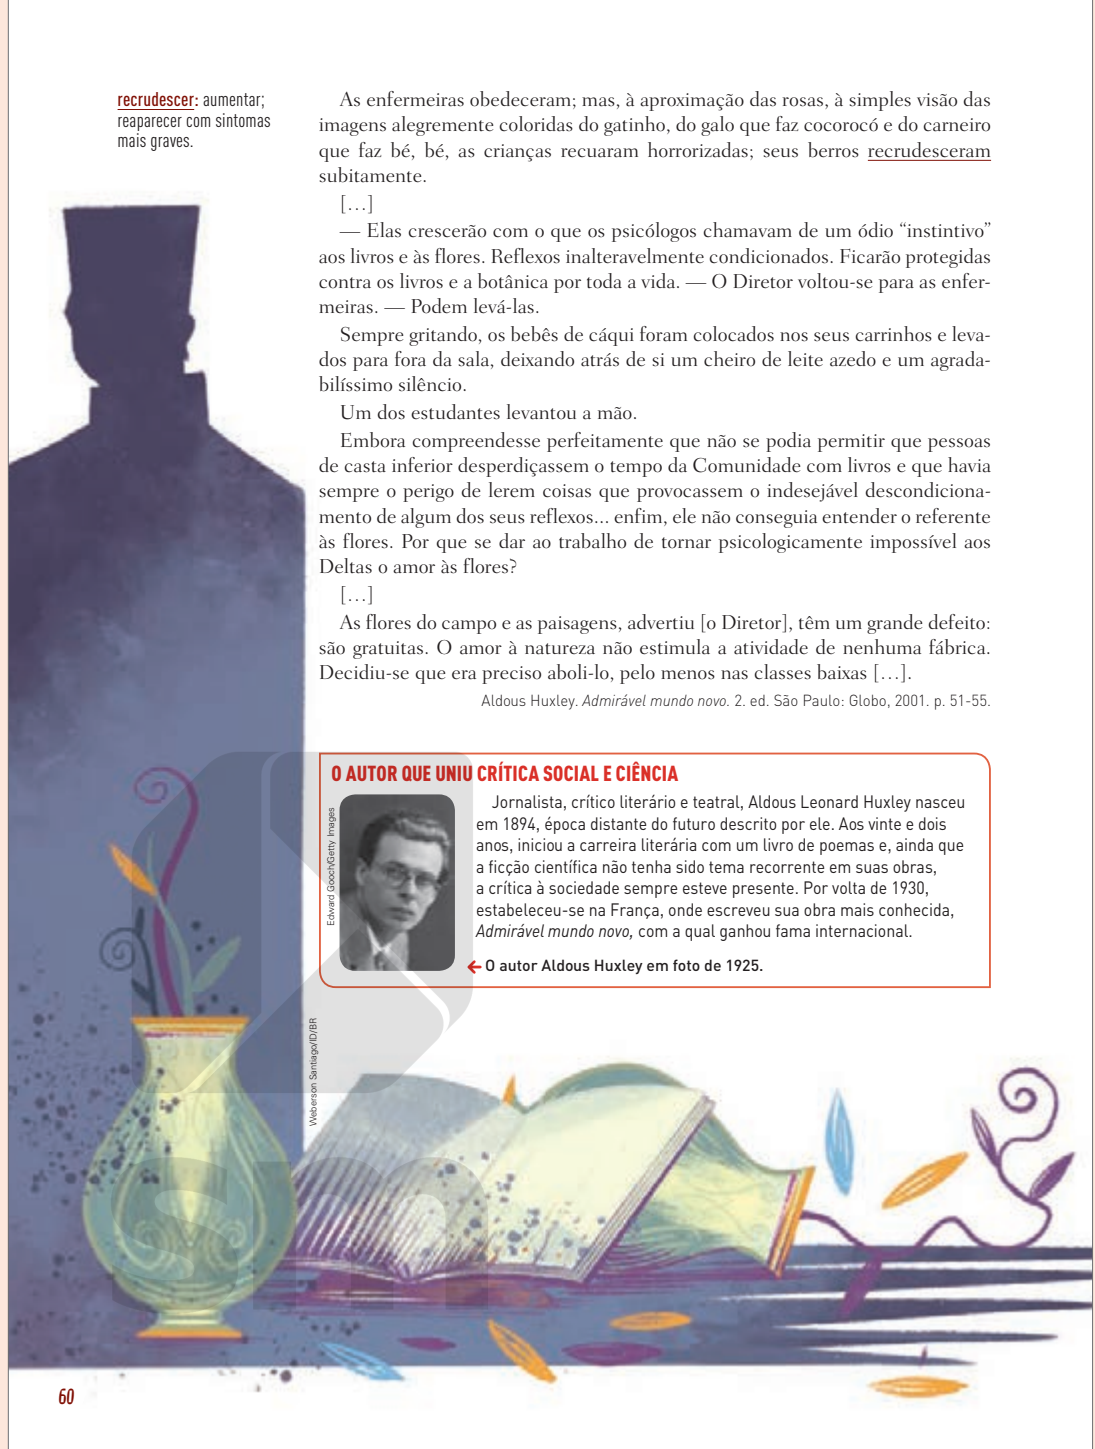 recrudescer: aumentar;
reaparecer com sintomas
mais graves.
As enfermeiras obedeceram; mas, à aproximação das rosas, à simples visão das
imagens alegremente coloridas do gatinho, do galo que faz cocorocó e do carneiro
que faz bé, bé, as crianças recuaram horrorizadas; seus berros recrudesceram
subitamente.
[…]
— Elas crescerão com o que os psicólogos chamavam de um ódio “instintivo”
aos livros e às flores. Reflexos inalteravelmente condicionados. Ficarão protegidas
contra os livros e a botânica por toda a vida. — O Diretor voltou-se para as enfer-
meiras. — Podem levá-las.
Sempre gritando, os bebês de cáqui foram colocados nos seus carrinhos e leva-
dos para fora da sala, deixando atrás de si um cheiro de leite azedo e um agrada-
bilíssimo silêncio.
Um dos estudantes levantou a mão.
Embora compreendesse perfeitamente que não se podia permitir que pessoas
de casta inferior desperdiçassem o tempo da Comunidade com livros e que havia
sempre o perigo de lerem coisas que provocassem o indesejável descondiciona-
mento de algum dos seus reflexos... enfim, ele não conseguia entender o referente
às flores. Por que se dar ao trabalho de tornar psicologicamente impossível aos
Deltas o amor às flores?
[…]
As flores do campo e as paisagens, advertiu [o Diretor], têm um grande defeito:
são gratuitas. O amor à natureza não estimula a atividade de nenhuma fábrica.
Decidiu-se que era preciso aboli-lo, pelo menos nas classes baixas […].
Aldous Huxley. Admirável mundo novo. 2. ed. São Paulo: Globo, 2001. p. 51-55.
O AUTOR QUE UNIU CRÍTICA SOCIAL E CIÊNCIA
Edward Gooch/Getty Images
Jornalista, crítico literário e teatral, Aldous Leonard Huxley nasceu
em 1894, época distante do futuro descrito por ele. Aos vinte e dois
anos, iniciou a carreira literária com um livro de poemas e, ainda que
a ficção científica não tenha sido tema recorrente em suas obras,
a crítica à sociedade sempre esteve presente. Por volta de 1930,
estabeleceu-se na França, onde escreveu sua obra mais conhecida,
Admirável mundo novo, com a qual ganhou fama internacional.
O autor Aldous Huxley em foto de 1925.
Weberson Santiago/ID/BR
sm
60